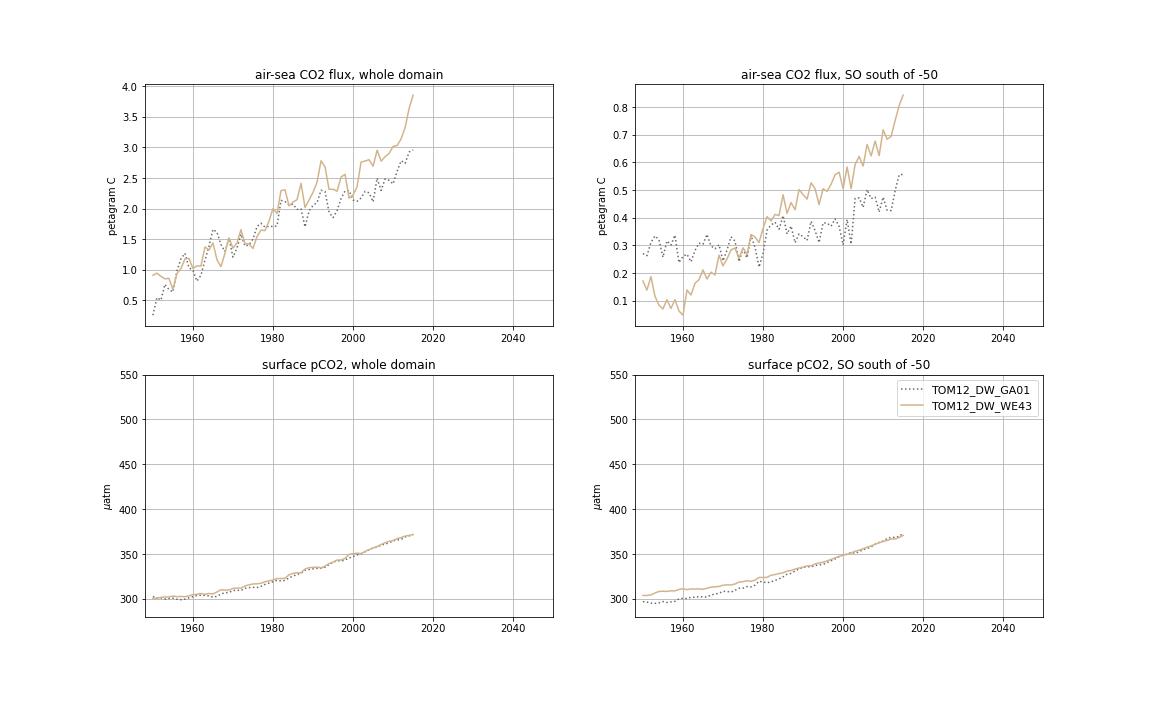 air-sea CO2 flux, whole domain
petagram C
4.0
3.5
3.0
2.5
2.0
1.5
1.0
0.5
1960 1980 2000 2020 2040
air-sea CO2 flux, SO south of -50
petagram C
0.8
0.7
0.6
0.5
0.4
0.3
0.2
0.1
1960 1980 2000 2020 2040
surface pCO2, whole domain
μatm
550
500
450
400
350
300
1960 1980 2000 2020 2040
surface pCO2, SO south of -50
μatm
550
500
450
400
350
300
1960 1980 2000 2020 2040
TOM12_DW_GA01
TOM12_DW_WE43